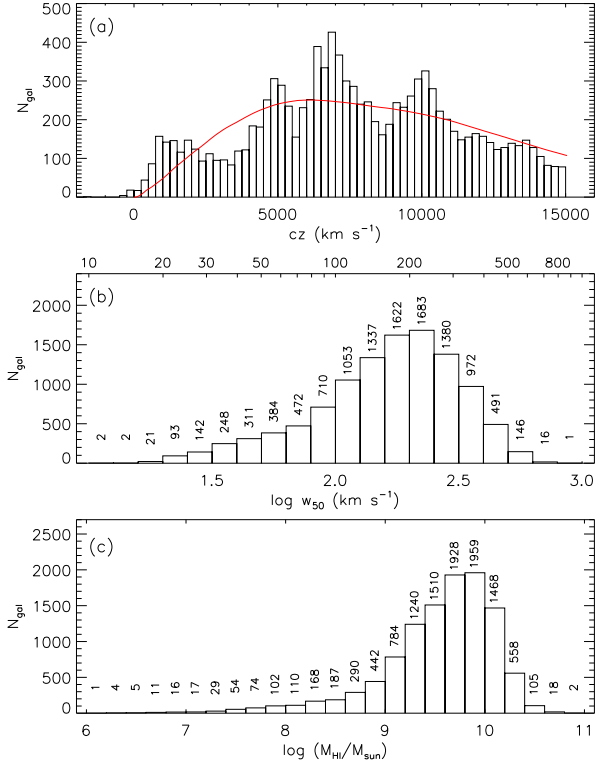 (a)
500
400
300
200
100
0
N_gal
0 5000 10000 15000
cz (km s⁻¹)
10 20 30 50 100 200 500 800
(b)
2000
1500
1000
500
0
N_gal
2 2 21 93 142 248 311 384 472 710 1053 1337 1622 1683 1380 972 491 146 16 1
1.5 2.0 2.5 3.0
log w₅₀ (km s⁻¹)
(c)
2500
2000
1500
1000
500
0
N_gal
1 4 5 11 16 17 29 54 74 102 110 168 187 290 442 784 1240 1510 1928 1959 1468 558 105 18 2
6 7 8 9 10 11
log (M_HI/M_sun)